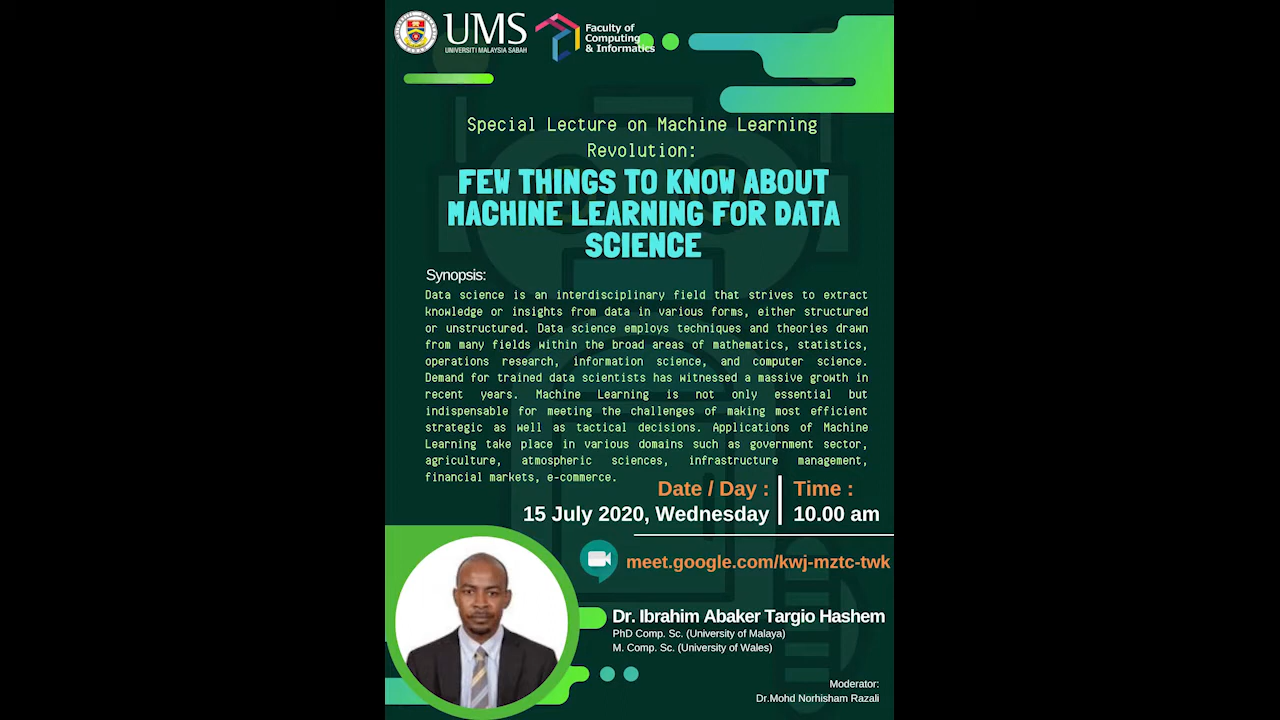 UMS
UNIVERSITI MALAYSIA SABAH
Faculty of
Computing
& Informatics
Special Lecture on Machine Learning
Revolution:
FEW THINGS TO KNOW ABOUT
MACHINE LEARNING FOR DATA
SCIENCE
Synopsis:
Data science is an interdisciplinary field that strives to extract
knowledge or insights from data in various forms, either structured
or unstructured. Data science employs techniques and theories drawn
from many fields within the broad areas of mathematics, statistics,
operations research, information science, and computer science.
Demand for trained data scientists has witnessed a massive growth in
recent years. Machine Learning is not only essential but
indispensable for meeting the challenges of making most efficient
strategic as well as tactical decisions. Applications of Machine
Learning take place in various domains such as government sector,
agriculture, atmospheric sciences, infrastructure management,
financial markets, e-commerce.
Date / Day :
15 July 2020, Wednesday
Time :
10.00 am
meet.google.com/kwj-mztc-twk
Dr. Ibrahim Abaker Targio Hashem
PhD Comp. Sc. (University of Malaya)
M. Comp. Sc. (University of Wales)
Moderator:
Dr.Mohd Norhisham Razali